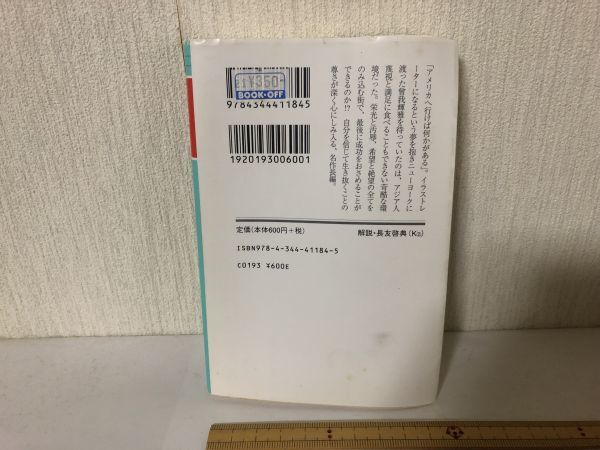 「アメリカへ行けば何かがある」。イラストレ
ーターになるという夢を抱きニューヨークに
渡った曾我輝雅を待っていたのは、アジア人
蔑視と満足に食べることもできない苛酷な環
境だった。栄光と汚辱、希望と絶望の全てを
のみ込む街で、最後に成功をおさめることが
できるのか!? 自分を信じて生き抜くことの
尊さが深く心にしみ入る、名作長編。
¥350-
BOOK・OFF
9784344411845
1920193006001
定価(本体600円+税)
解説・長友啓典(K2)
ISBN978-4-344-41184-5
C0193 ¥600E